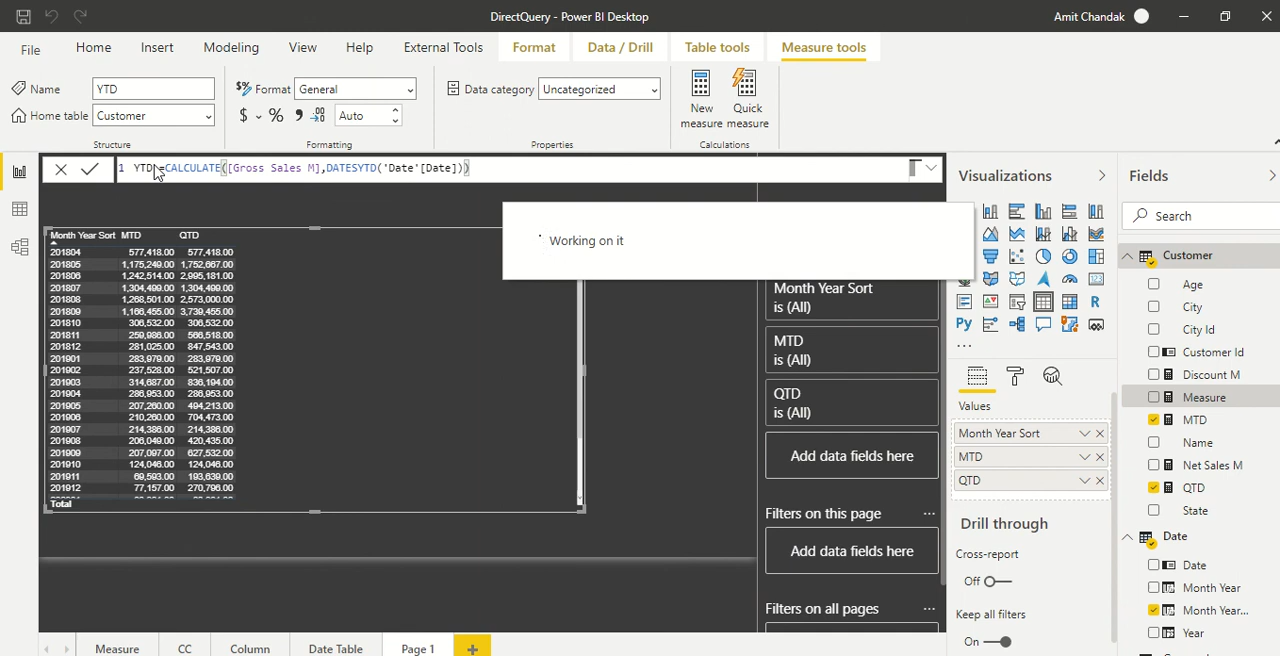 DirectQuery - Power BI Desktop
Amit Chandak
File
Home
Insert
Modeling
View
Help
External Tools
Format
Data / Drill
Table tools
Measure tools
Name
YTD
Home table
Customer
Structure
Format
General
$
%
Auto
Formatting
Data category
Uncategorized
Properties
New
measure
Quick
measure
Calculations
1 YTD =CALCULATE([Gross Sales M],DATESYTD('Date'[Date]))
Working on it
Month Year Sort MTD QTD
201804 577,418.00 577,418.00
201805 1,175,249.00 1,752,667.00
201806 1,242,514.00 2,995,181.00
201807 1,304,499.00 1,304,499.00
201808 1,268,501.00 2,573,000.00
201809 1,166,455.00 3,739,455.00
201810 306,532.00 306,532.00
201811 259,986.00 566,518.00
201812 281,025.00 847,543.00
201901 283,979.00 283,979.00
201902 237,528.00 521,507.00
201903 314,687.00 836,194.00
201904 286,953.00 286,953.00
201905 207,260.00 494,213.00
201906 210,260.00 704,473.00
201907 214,386.00 214,386.00
201908 206,049.00 420,435.00
201909 207,097.00 627,532.00
201910 124,046.00 124,046.00
201911 69,593.00 193,639.00
201912 77,157.00 270,796.00
Total
Month Year Sort
is (All)
MTD
is (All)
QTD
is (All)
Add data fields here
Filters on this page ...
Add data fields here
Filters on all pages ...
Visualizations
R
Py
...
Values
Month Year Sort
MTD
QTD
Drill through
Cross-report
Off
Keep all filters
On
Fields
Search
Customer
Age
City
City Id
Customer Id
Discount M
Measure
MTD
Name
Net Sales M
QTD
State
Date
Date
Month Year
Month Year...
Year
Measure
CC
Column
Date Table
Page 1
+